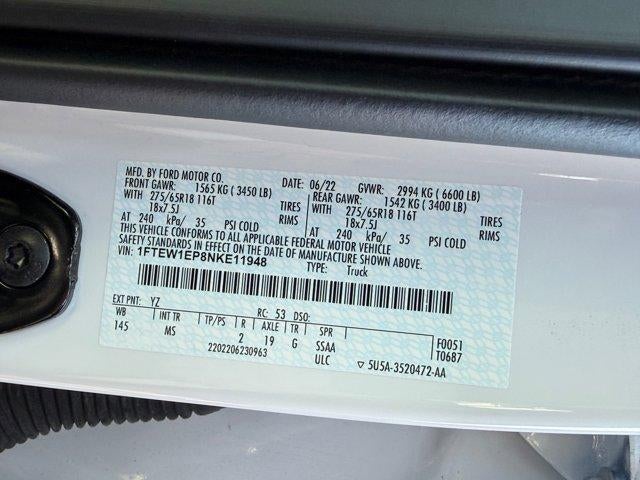 MFD. BY FORD MOTOR CO.
DATE: 06/22 GVWR: 2994 KG ( 6600 LB)
FRONT GAWR: 1565 KG ( 3450 LB) REAR GAWR: 1542 KG ( 3400 LB)
WITH 275/65R18 116T TIRES WITH 275/65R18 116T TIRES
18x7.5J RIMS 18x7.5J RIMS
AT 240 kPa/ 35 PSI COLD AT 240 kPa/ 35 PSI COLD
THIS VEHICLE CONFORMS TO ALL APPLICABLE FEDERAL MOTOR VEHICLE
SAFETY STANDARDS IN EFFECT ON THE DATE OF MANUFACTURE SHOWN ABOVE.
VIN: 1FTEW1EP8NKE11948
TYPE: Truck
EXT PNT: YZ RC: 53 DSO:
WB INT TR TP/PS R AXLE TR SPR F0051
145 MS 2 19 G SSAA T0687
2202206230963 ULC ▽ 5U5A-3520472-AA